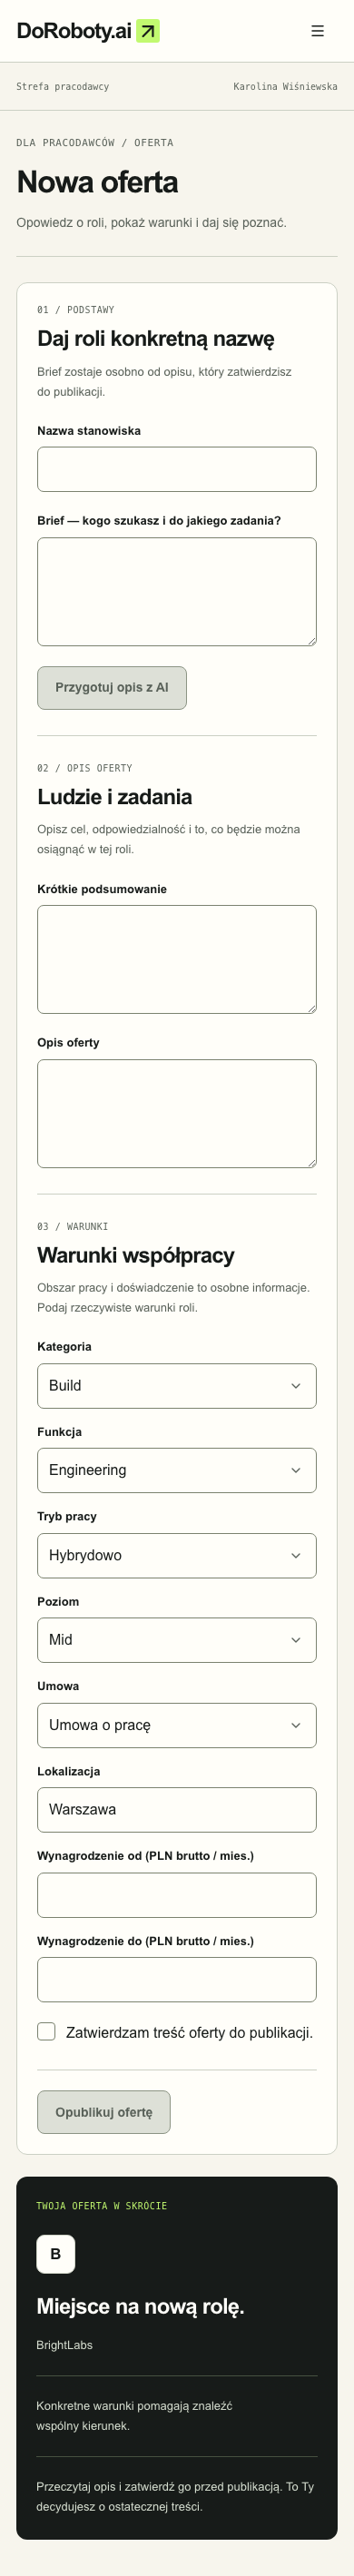 DoRoboty.ai
Strefa pracodawcy
Karolina Wiśniewska
DLA PRACODAWCÓW / OFERTA
Nowa oferta
Opowiedz o roli, pokaż warunki i daj się poznać.
01 / PODSTAWY
Daj roli konkretną nazwę
Brief zostaje osobno od opisu, który zatwierdzisz
do publikacji.
Nazwa stanowiska
Brief — kogo szukasz i do jakiego zadania?
Przygotuj opis z AI
02 / OPIS OFERTY
Ludzie i zadania
Opisz cel, odpowiedzialność i to, co będzie można
osiągnąć w tej roli.
Krótkie podsumowanie
Opis oferty
03 / WARUNKI
Warunki współpracy
Obszar pracy i doświadczenie to osobne informacje.
Podaj rzeczywiste warunki roli.
Kategoria
Build
Funkcja
Engineering
Tryb pracy
Hybrydowo
Poziom
Mid
Umowa
Umowa o pracę
Lokalizacja
Warszawa
Wynagrodzenie od (PLN brutto / mies.)
Wynagrodzenie do (PLN brutto / mies.)
Zatwierdzam treść oferty do publikacji.
Opublikuj ofertę
TWOJA OFERTA W SKRÓCIE
B
Miejsce na nową rolę.
BrightLabs
Konkretne warunki pomagają znaleźć
wspólny kierunek.
Przeczytaj opis i zatwierdź go przed publikacją. To Ty
decydujesz o ostatecznej treści.